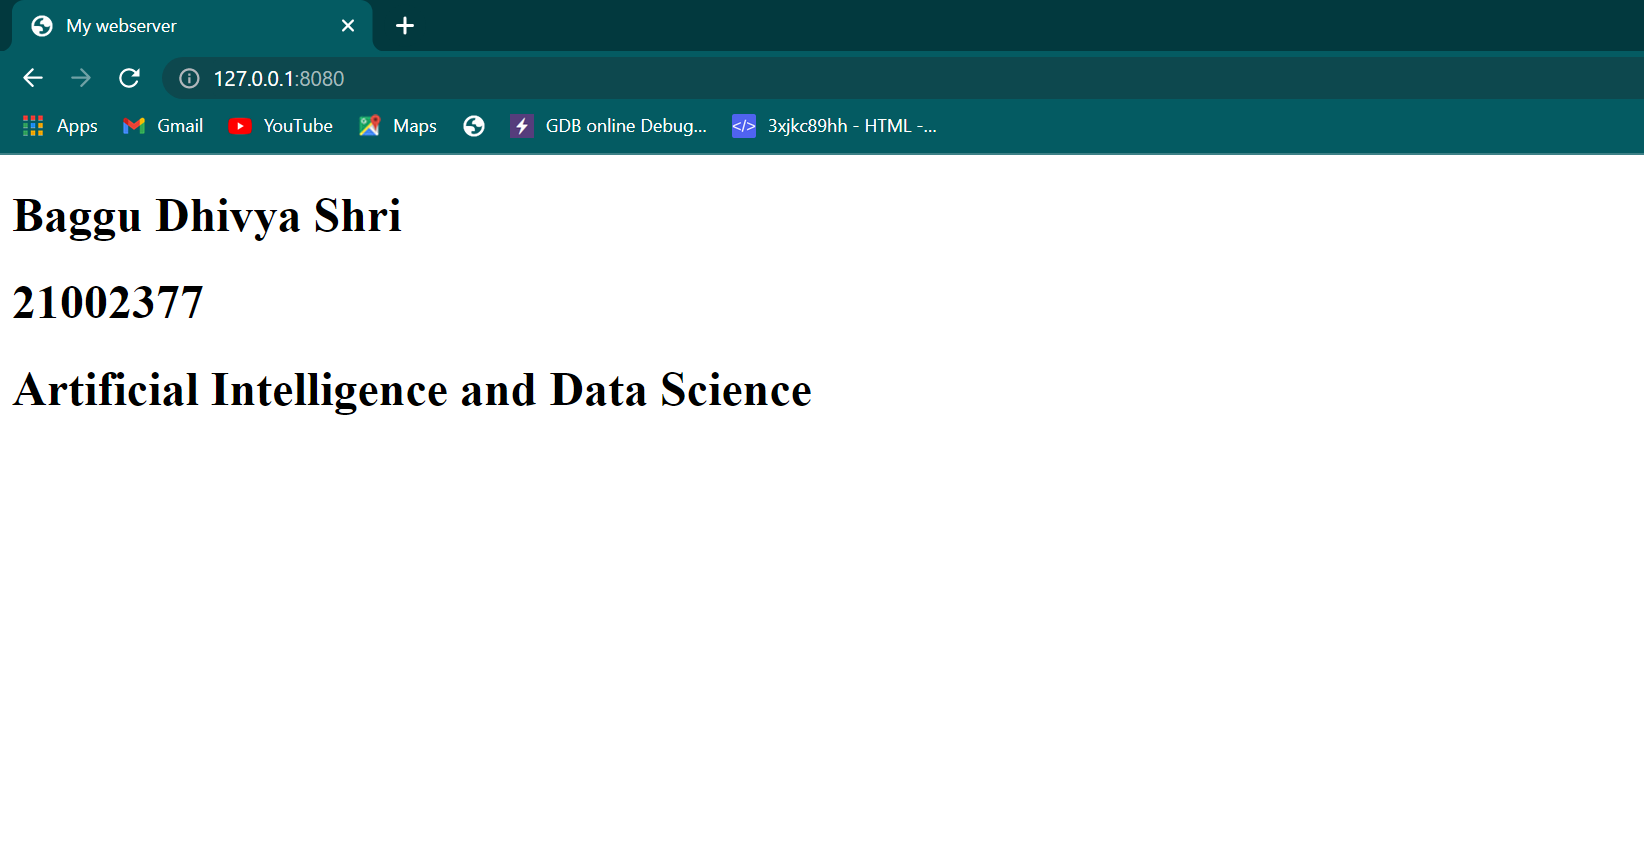 My webserver
127.0.0.1:8080
Apps Gmail YouTube Maps GDB online Debug... </> 3xjkc89hh - HTML -...
Baggu Dhivya Shri
21002377
Artificial Intelligence and Data Science